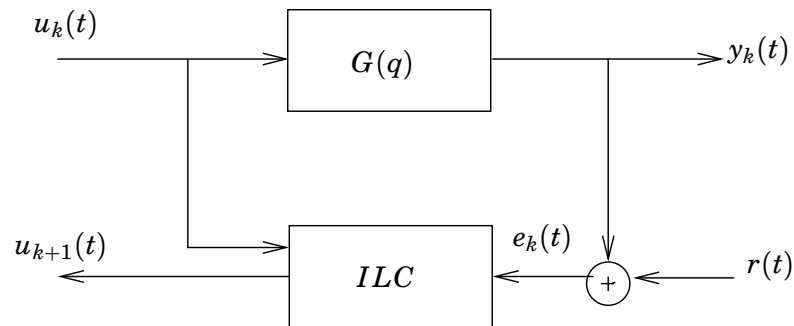 u_k(t)
G(q)
y_k(t)
u_{k+1}(t)
ILC
e_k(t)
+
r(t)